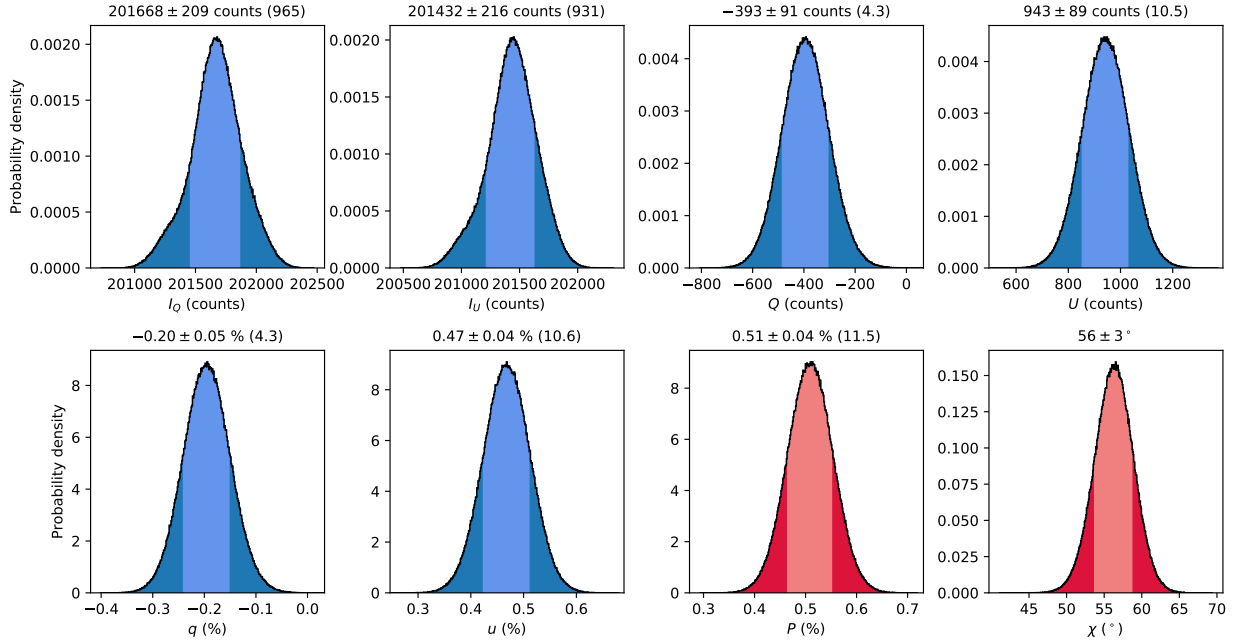 201668 ± 209 counts (965)
201432 ± 216 counts (931)
−393 ± 91 counts (4.3)
943 ± 89 counts (10.5)
Probability density
0.0020
0.0015
0.0010
0.0005
0.0000
0.0020
0.0015
0.0010
0.0005
0.0000
0.004
0.003
0.002
0.001
0.000
0.004
0.003
0.002
0.001
0.000
201000 201500 202000 202500
200500 201000 201500 202000
−800 −600 −400 −200 0
600 800 1000 1200
I_Q (counts)
I_U (counts)
Q (counts)
U (counts)
−0.20 ± 0.05 % (4.3)
0.47 ± 0.04 % (10.6)
0.51 ± 0.04 % (11.5)
56 ± 3°
Probability density
8
6
4
2
0
8
6
4
2
0
8
6
4
2
0
0.150
0.125
0.100
0.075
0.050
0.025
0.000
−0.4 −0.3 −0.2 −0.1 0.0
0.3 0.4 0.5 0.6
0.3 0.4 0.5 0.6 0.7
45 50 55 60 65 70
q (%)
u (%)
P (%)
χ (°)